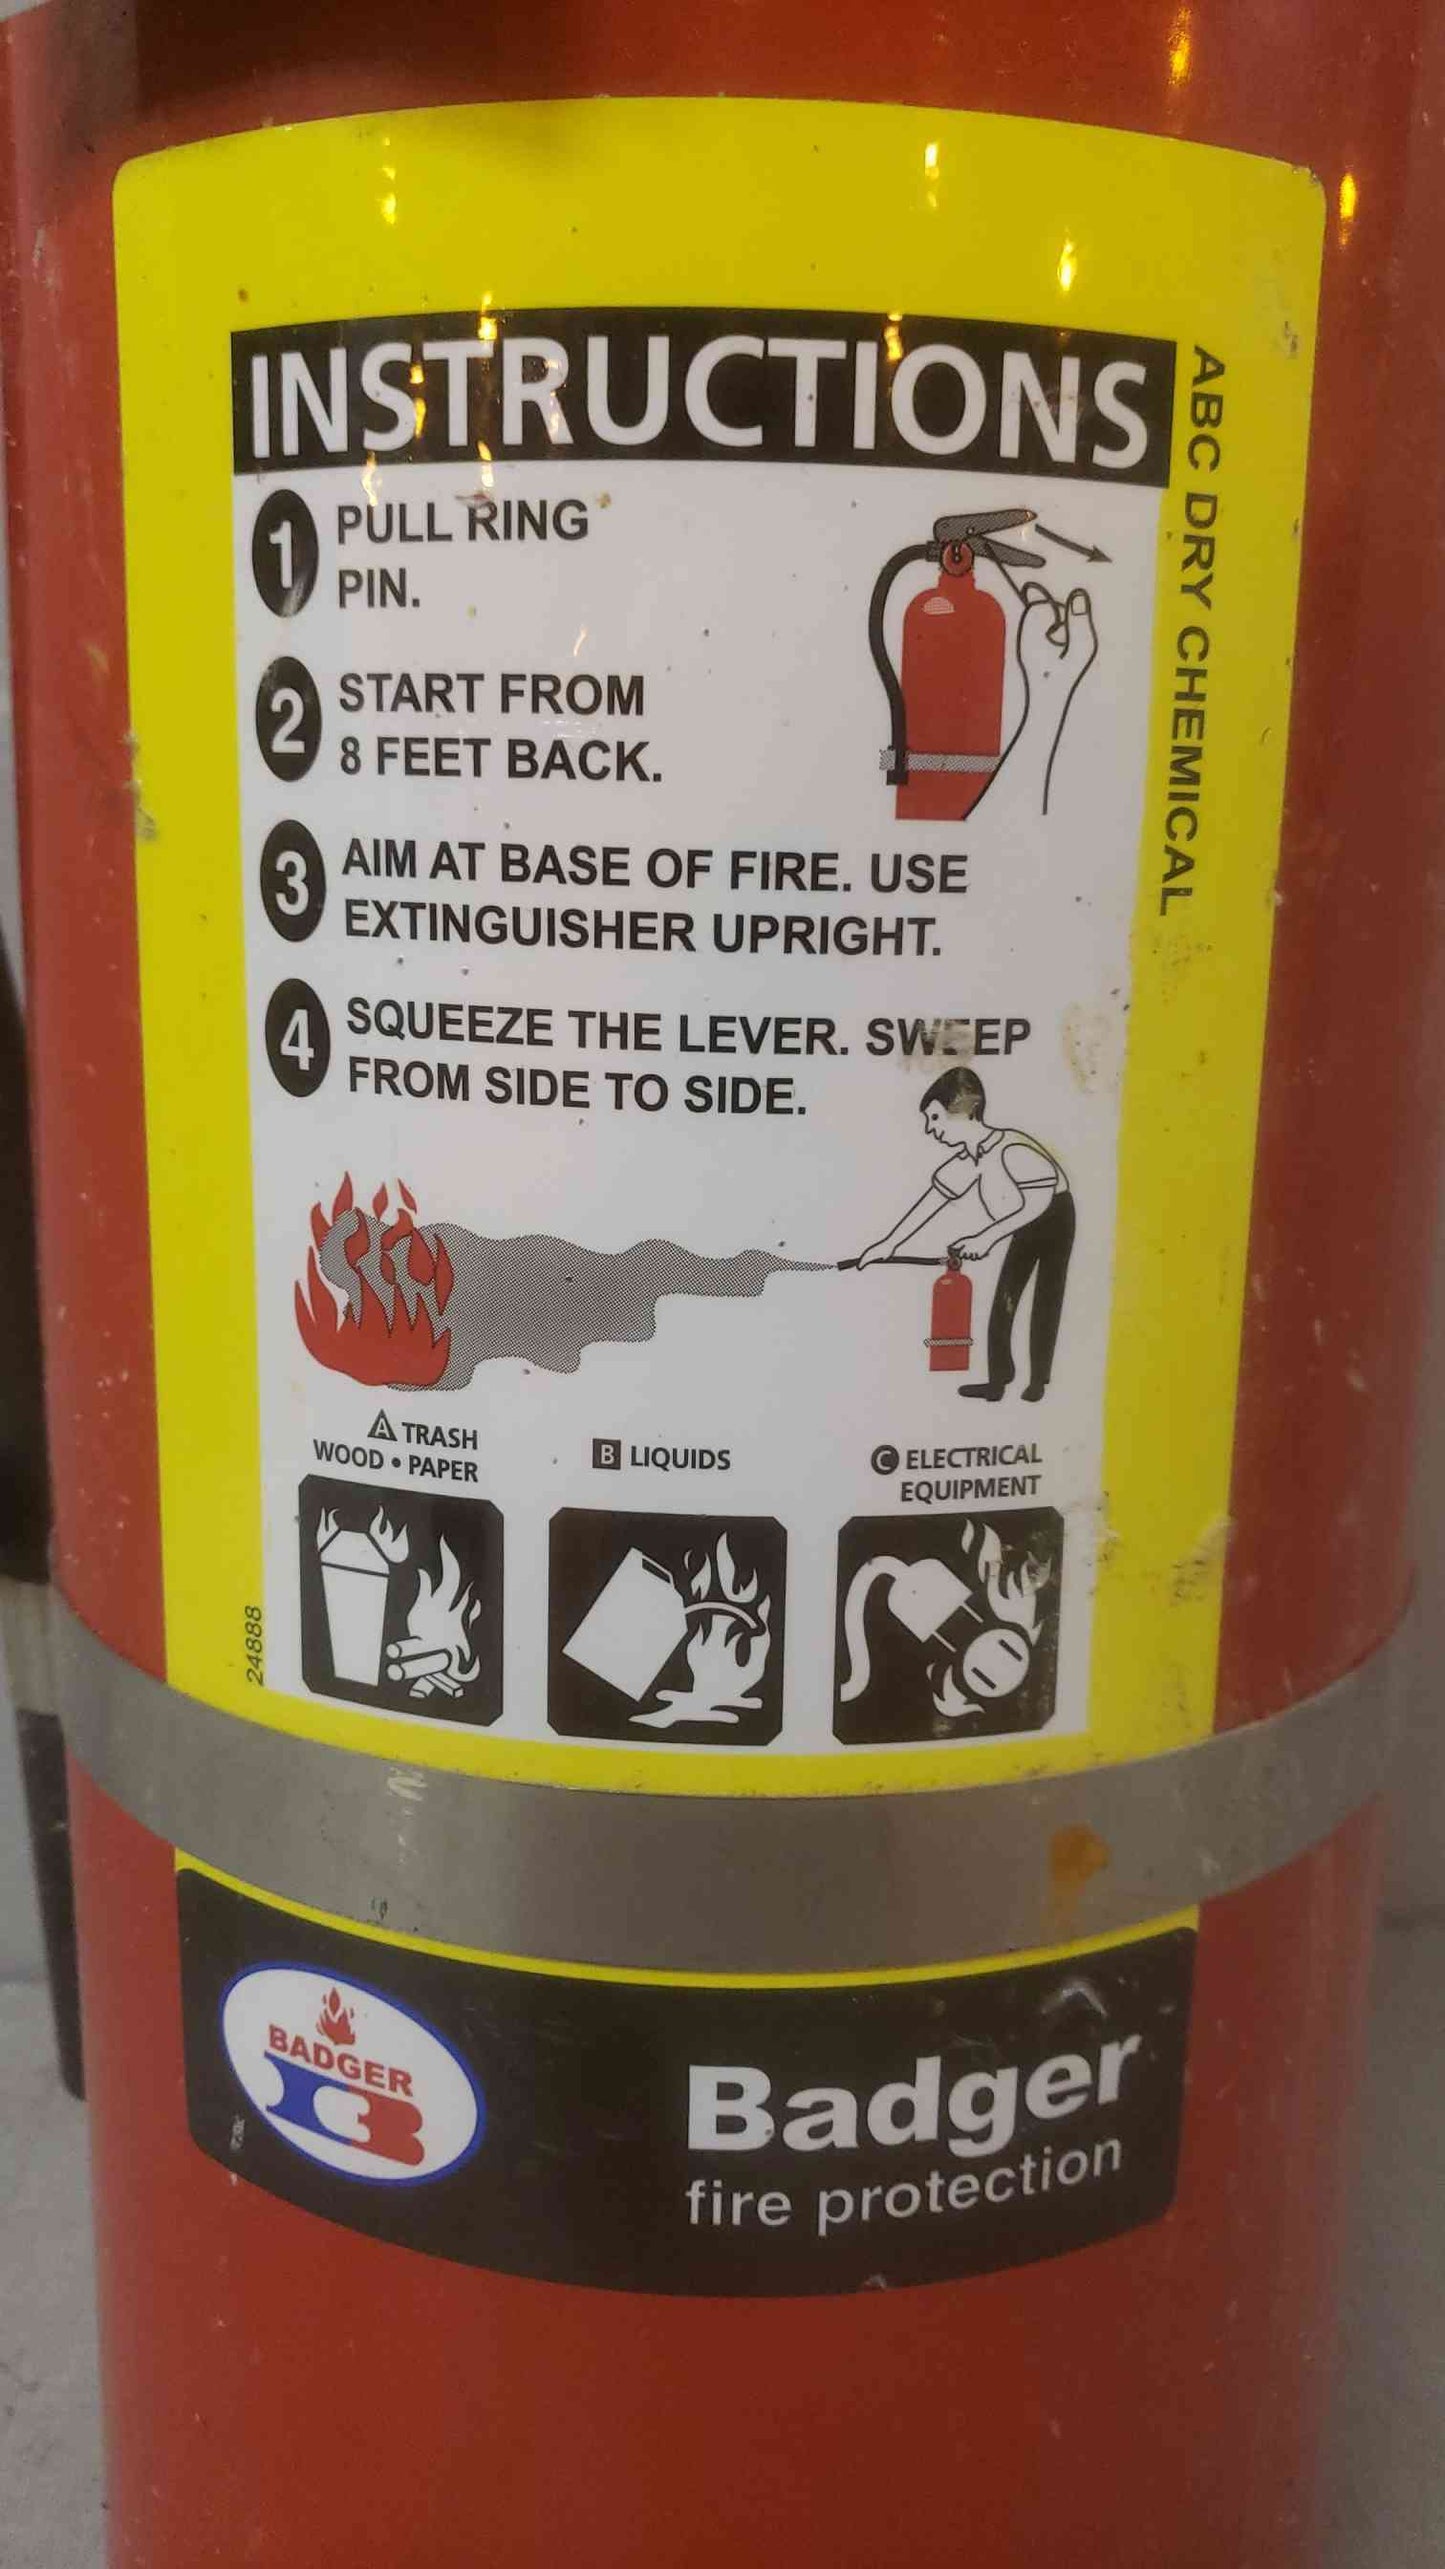 INSTRUCTIONS
1 PULL RING
PIN.
2 START FROM
8 FEET BACK.
3 AIM AT BASE OF FIRE. USE
EXTINGUISHER UPRIGHT.
4 SQUEEZE THE LEVER. SWEEP
FROM SIDE TO SIDE.
ABC DRY CHEMICAL
A TRASH
WOOD • PAPER
B LIQUIDS
C ELECTRICAL
EQUIPMENT
24888
BADGER
B
Badger
fire protection